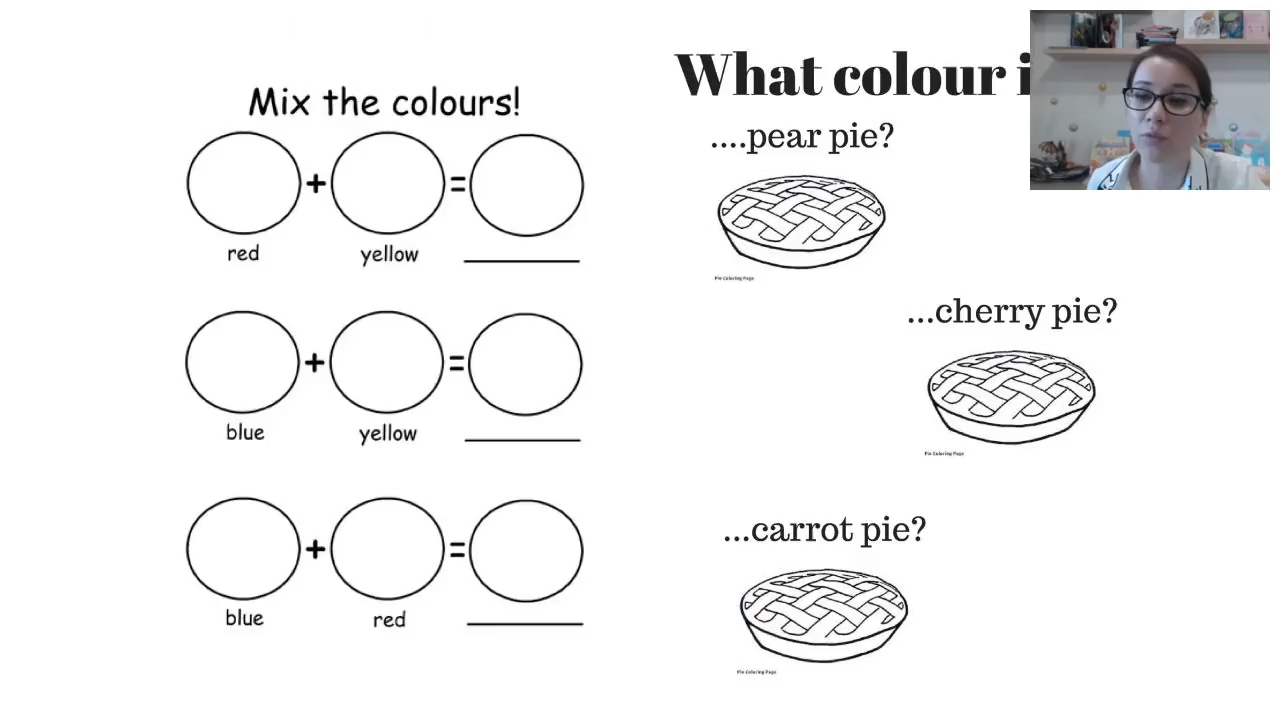 Mix the colours!
+ =
red yellow
+ =
blue yellow
+ =
blue red
What colour i
....pear pie?
Pie Coloring Page
...cherry pie?
Pie Coloring Page
...carrot pie?
Pie Coloring Page